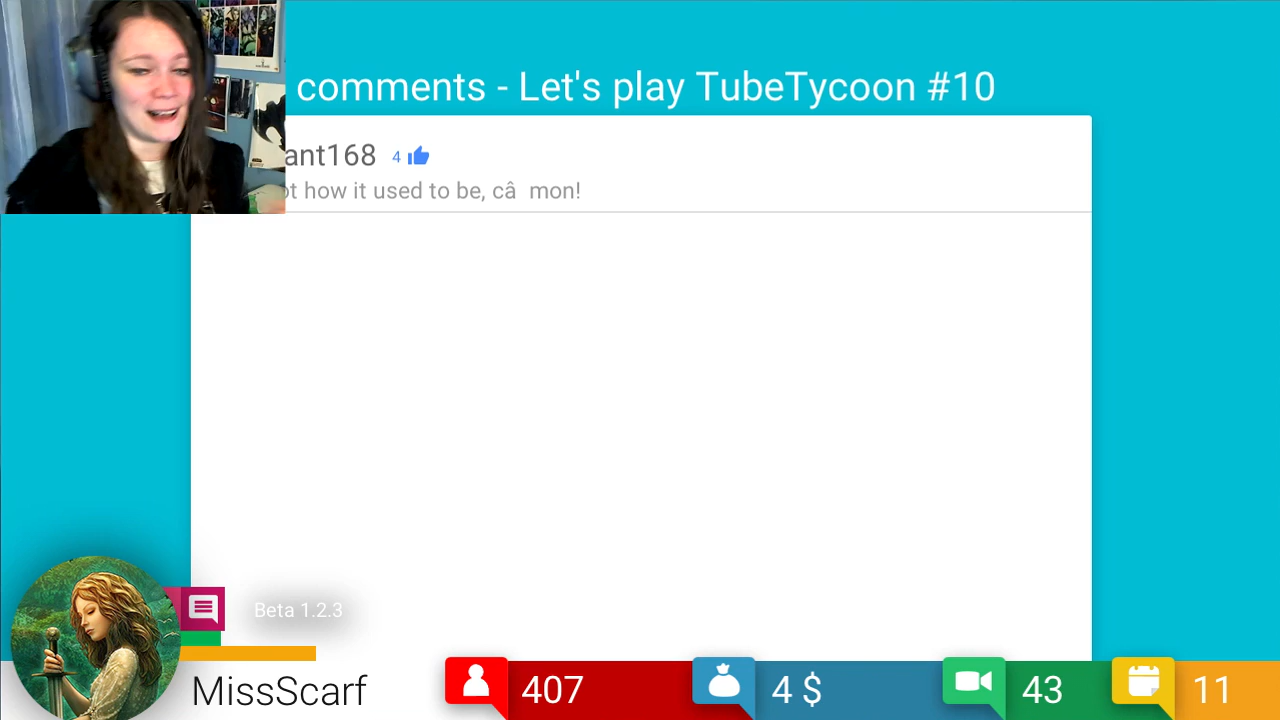 comments - Let's play TubeTycoon #10
ant168 4
ot how it used to be, câ mon!
Beta 1.2.3
MissScarf
407
4 $
43
11